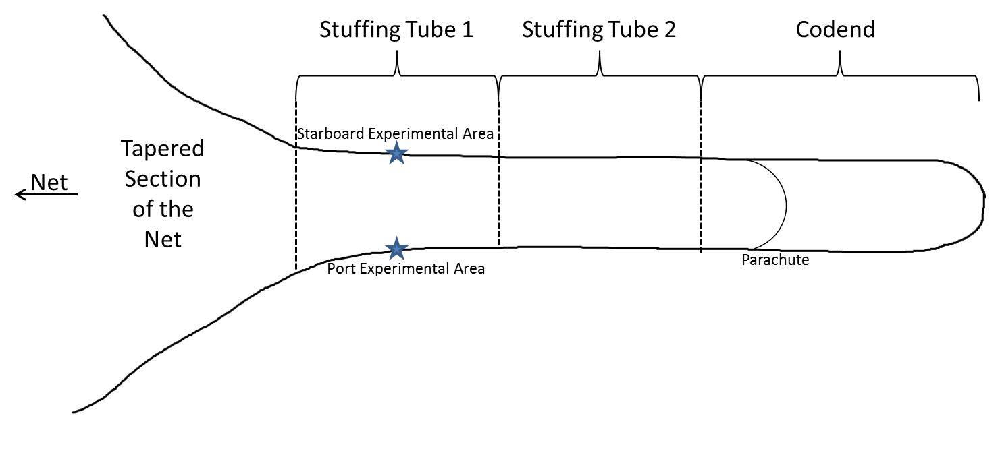 Stuffing Tube 1
Stuffing Tube 2
Codend
Starboard Experimental Area
Tapered
Section
of the
Net
Net
Port Experimental Area
Parachute